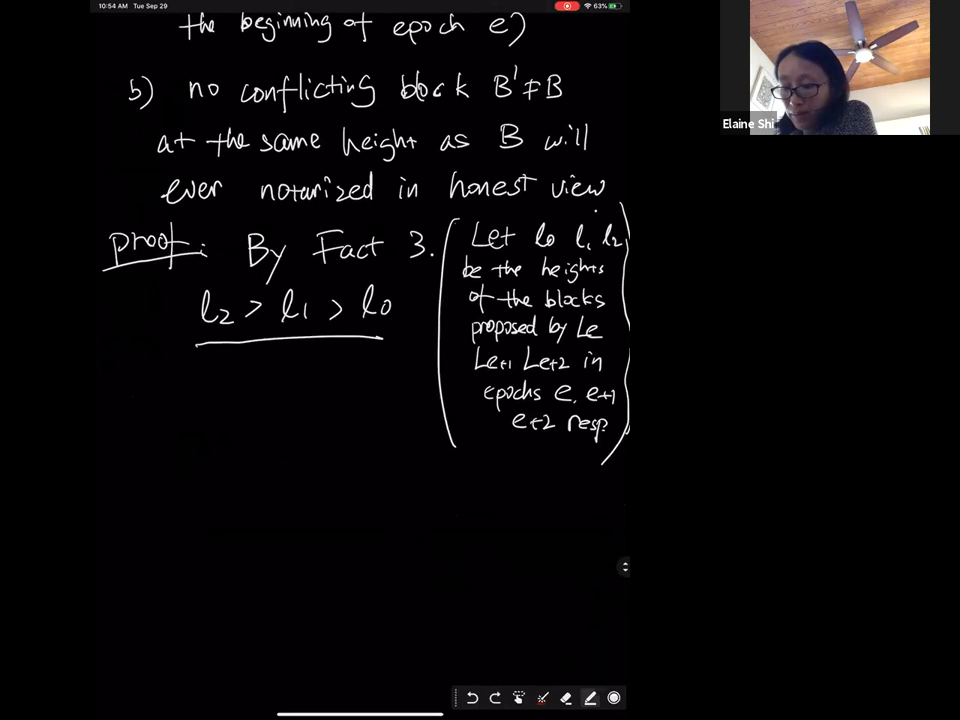 10:54 AM Tue Sep 29
63%
the beginning of epoch e)
b) no conflicting block B' ≠ B
at the same height as B will
ever notarized in honest view
Proof: By Fact 3.
l2 > l1 > l0
(Let l0 l1 l2
be the heights
of the blocks
proposed by Le
Le+1 Le+2 in
epochs e, e+1
e+2 resp)
Elaine Shi